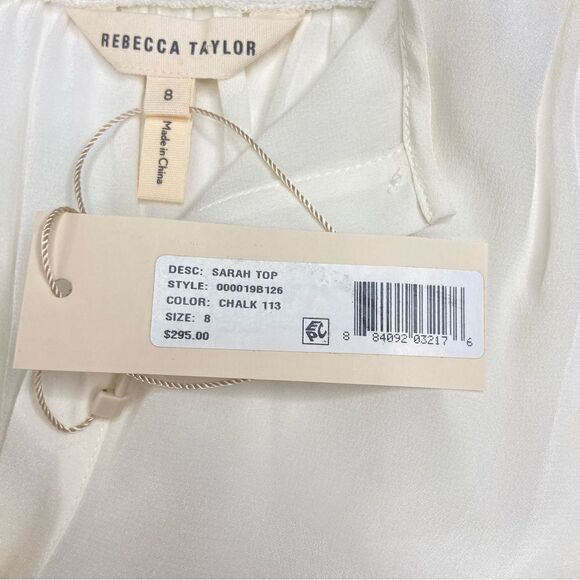 REBECCA TAYLOR
8
Made in China
DESC: SARAH TOP
STYLE: 000019B126
COLOR: CHALK 113
SIZE: 8
$295.00
EPC
8 84092 03217 6